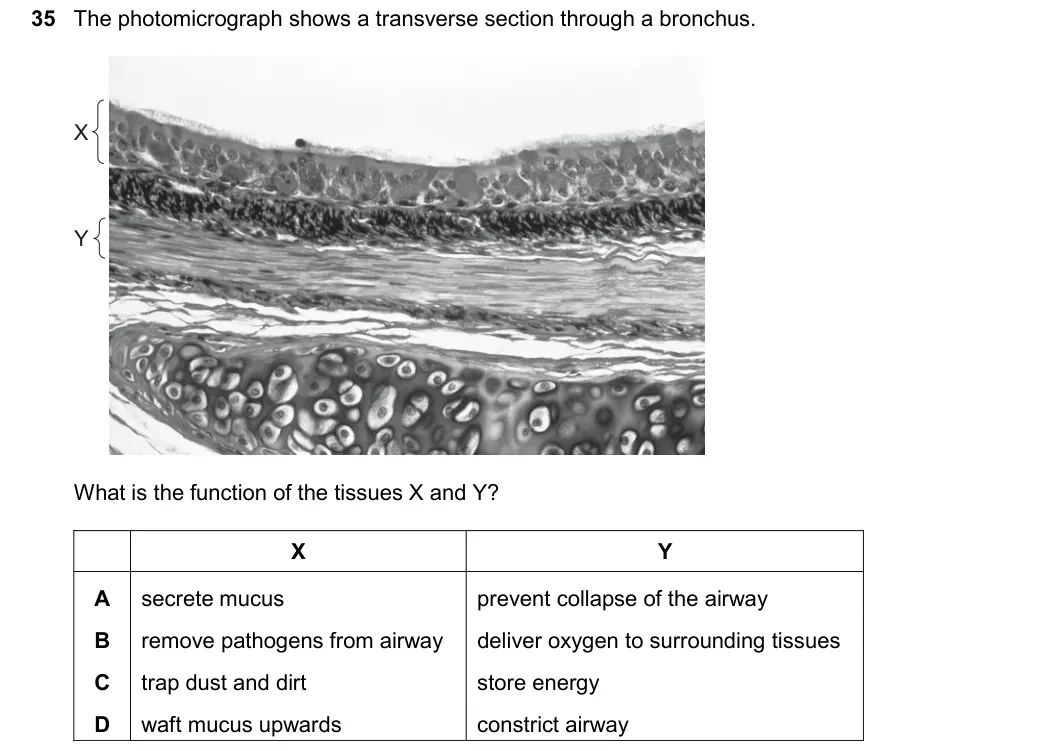 35 The photomicrograph shows a transverse section through a bronchus.
X
Y
What is the function of the tissues X and Y?
X Y
A secrete mucus prevent collapse of the airway
B remove pathogens from airway deliver oxygen to surrounding tissues
C trap dust and dirt store energy
D waft mucus upwards constrict airway